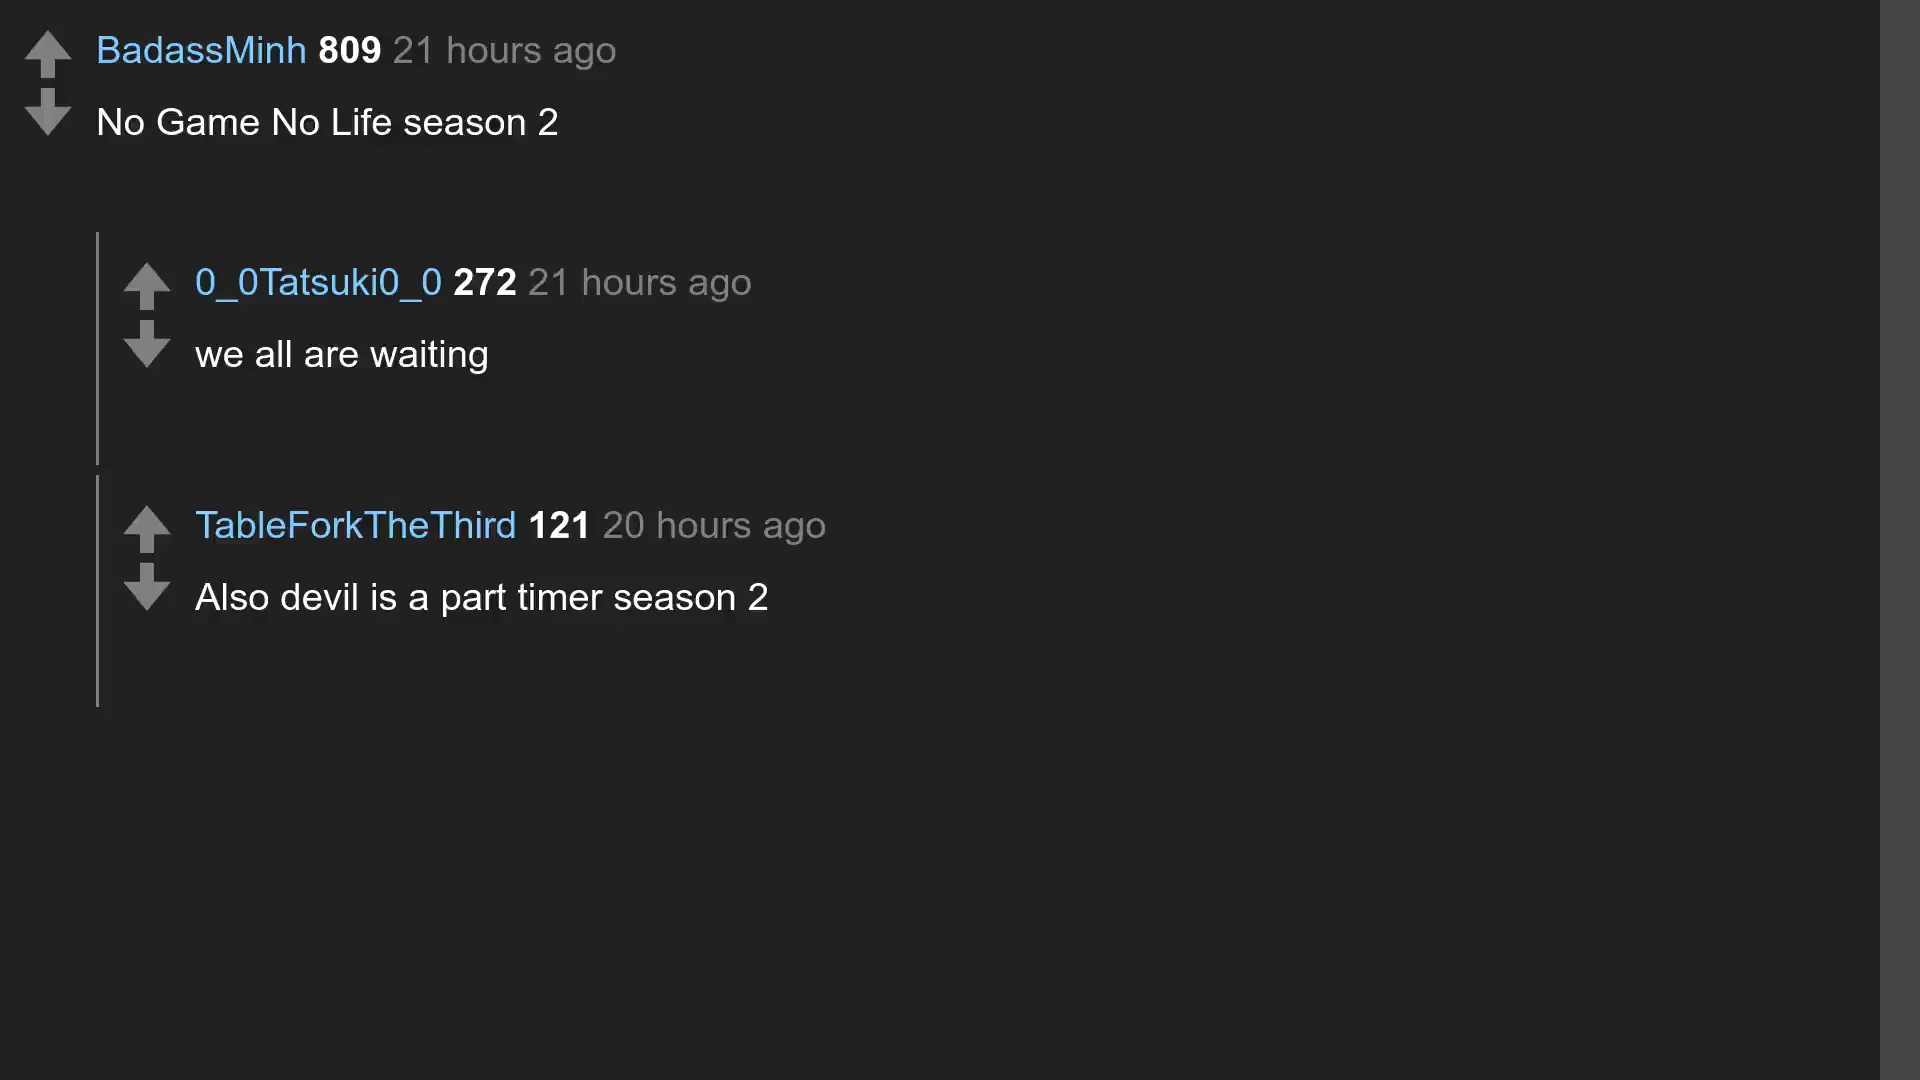 BadassMinh 809 21 hours ago
No Game No Life season 2
0_0Tatsuki0_0 272 21 hours ago
we all are waiting
TableForkTheThird 121 20 hours ago
Also devil is a part timer season 2